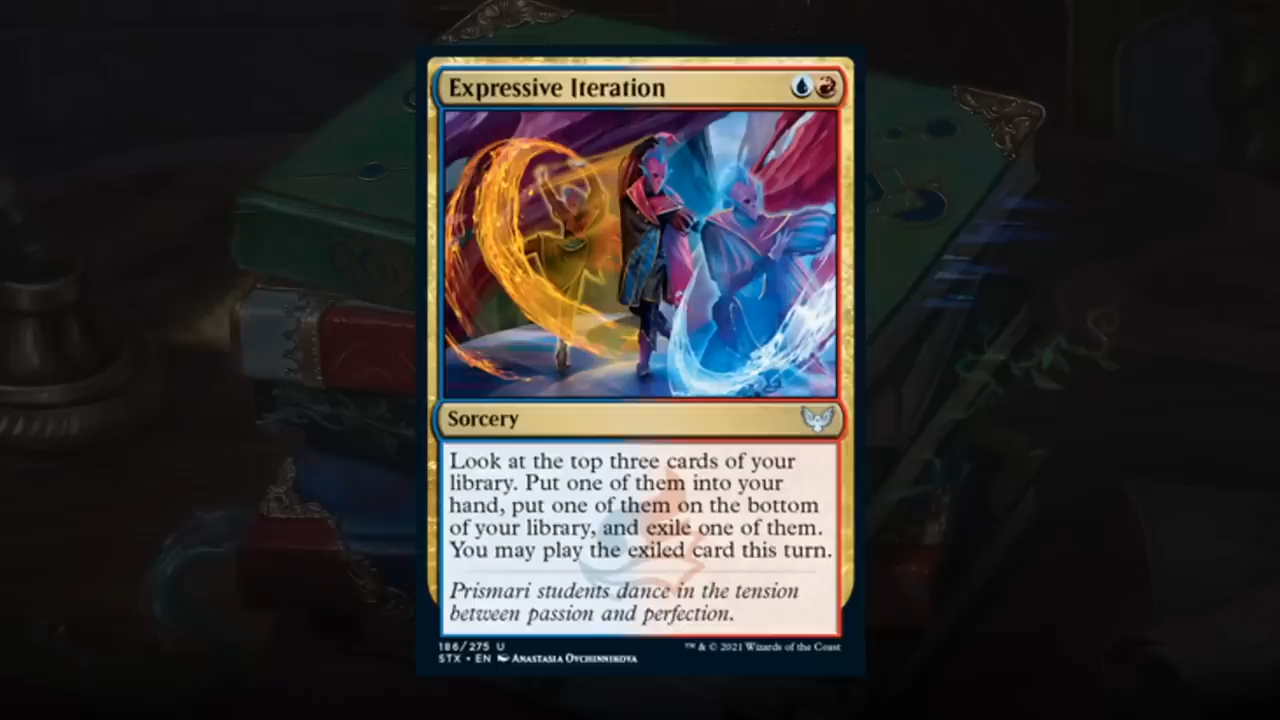 Expressive Iteration
Sorcery
Look at the top three cards of your
library. Put one of them into your
hand, put one of them on the bottom
of your library, and exile one of them.
You may play the exiled card this turn.
Prismari students dance in the tension
between passion and perfection.
186/275 U
™ & © 2021 Wizards of the Coast
STX • EN Anastasia Ovchinnikova